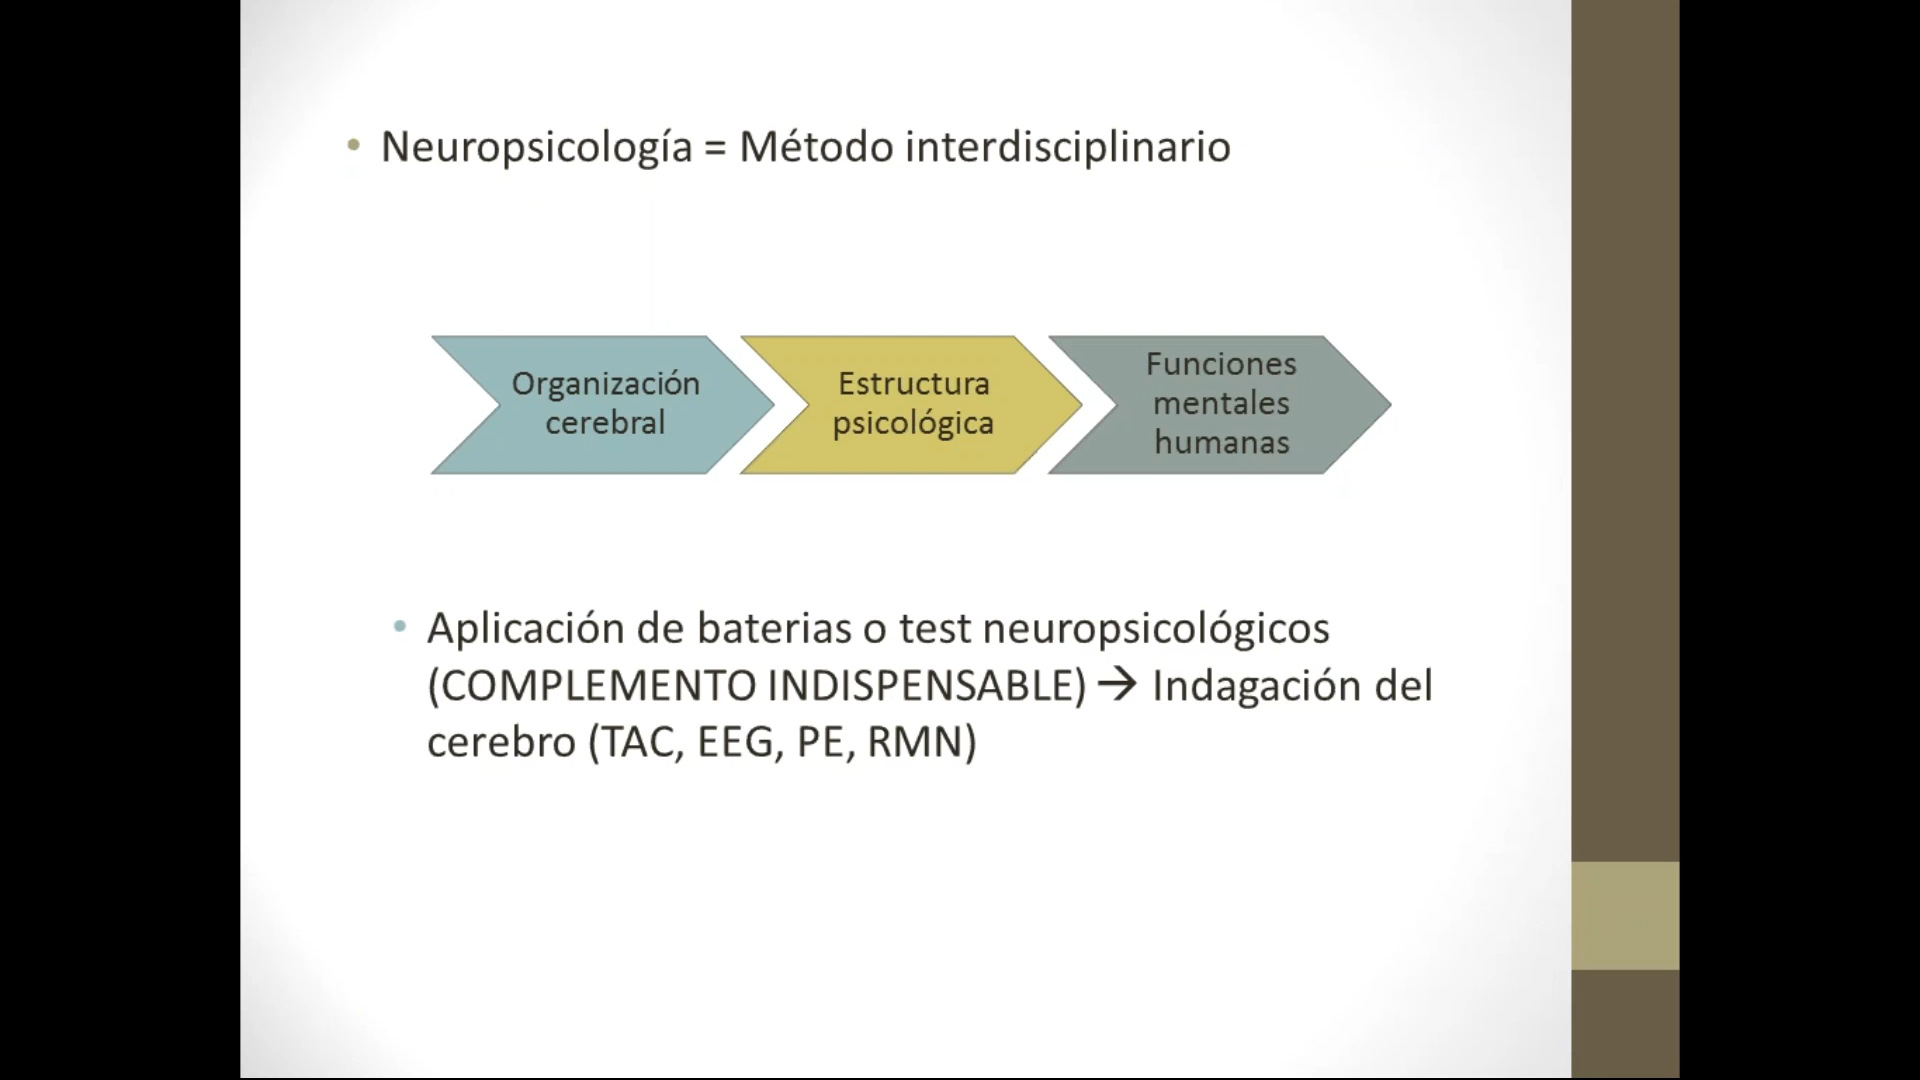 • Neuropsicología = Método interdisciplinario
Organización
cerebral
Estructura
psicológica
Funciones
mentales
humanas
• Aplicación de baterias o test neuropsicológicos
(COMPLEMENTO INDISPENSABLE) → Indagación del
cerebro (TAC, EEG, PE, RMN)